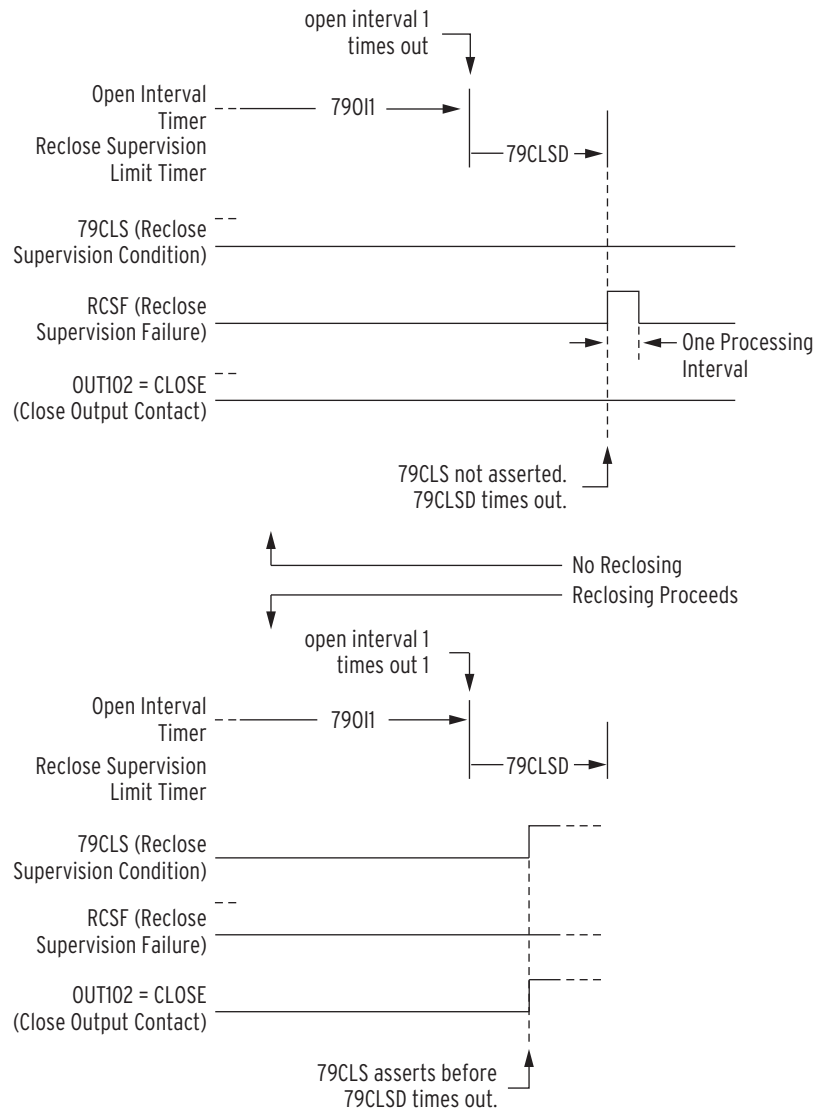 open interval 1
times out
Open Interval
Timer
79OI1
Reclose Supervision
Limit Timer
79CLSD
79CLS (Reclose
Supervision Condition)
RCSF (Reclose
Supervision Failure)
One Processing
Interval
OUT102 = CLOSE
(Close Output Contact)
79CLS not asserted.
79CLSD times out.
No Reclosing
Reclosing Proceeds
open interval 1
times out 1
Open Interval
Timer
79OI1
Reclose Supervision
Limit Timer
79CLSD
79CLS (Reclose
Supervision Condition)
RCSF (Reclose
Supervision Failure)
OUT102 = CLOSE
(Close Output Contact)
79CLS asserts before
79CLSD times out.